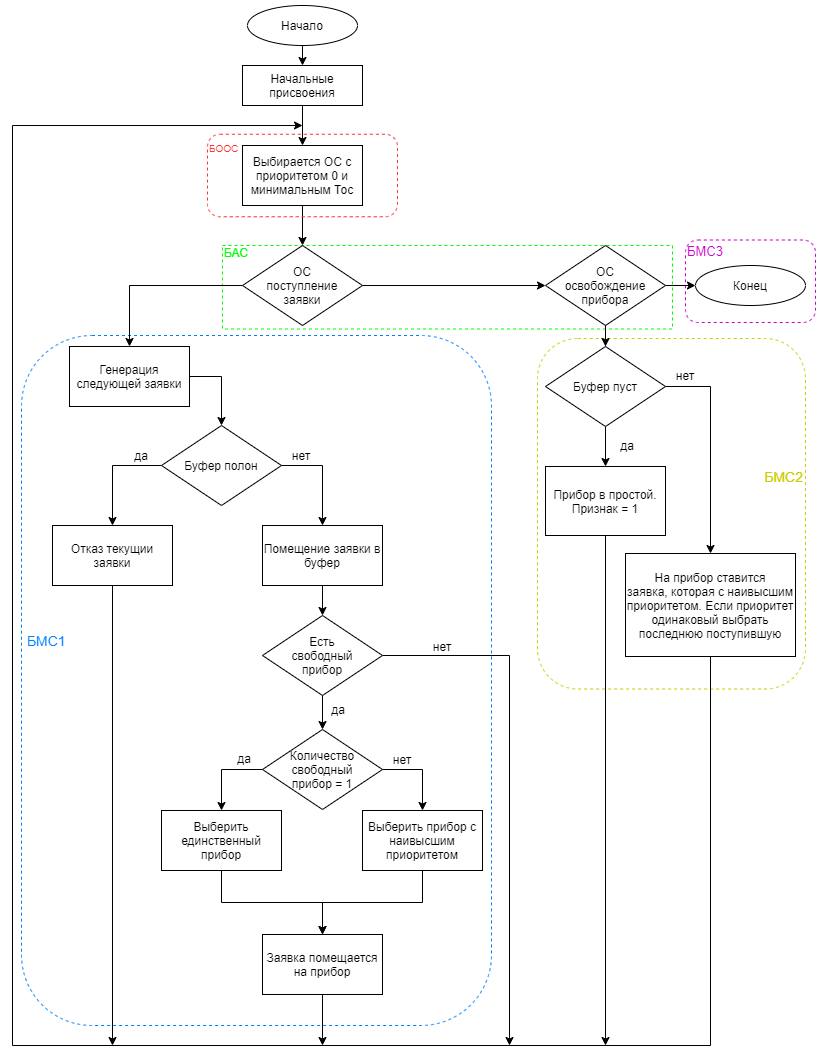 Начало
Начальные
присвоения
БООС
Выбирается ОС с
приоритетом 0 и
минимальным Тос
БАС
ОС
поступление
заявки
ОС
освобождение
прибора
БМС3
Конец
Генерация
следующей заявки
Буфер пуст
нет
да
Буфер полон
да
нет
БМС2
Прибор в простой.
Признак = 1
Отказ текущии
заявки
Помещение заявки в
буфер
На прибор ставится
заявка, которая с наивысшим
приоритетом. Если приоритет
одинаковый выбрать
последнюю поступившую
БМС1
Есть
свободный
прибор
нет
да
Количество
свободный
прибор = 1
да
нет
Выберить
единственный
прибор
Выберить прибор с
наивысшим
приоритетом
Заявка помещается
на прибор